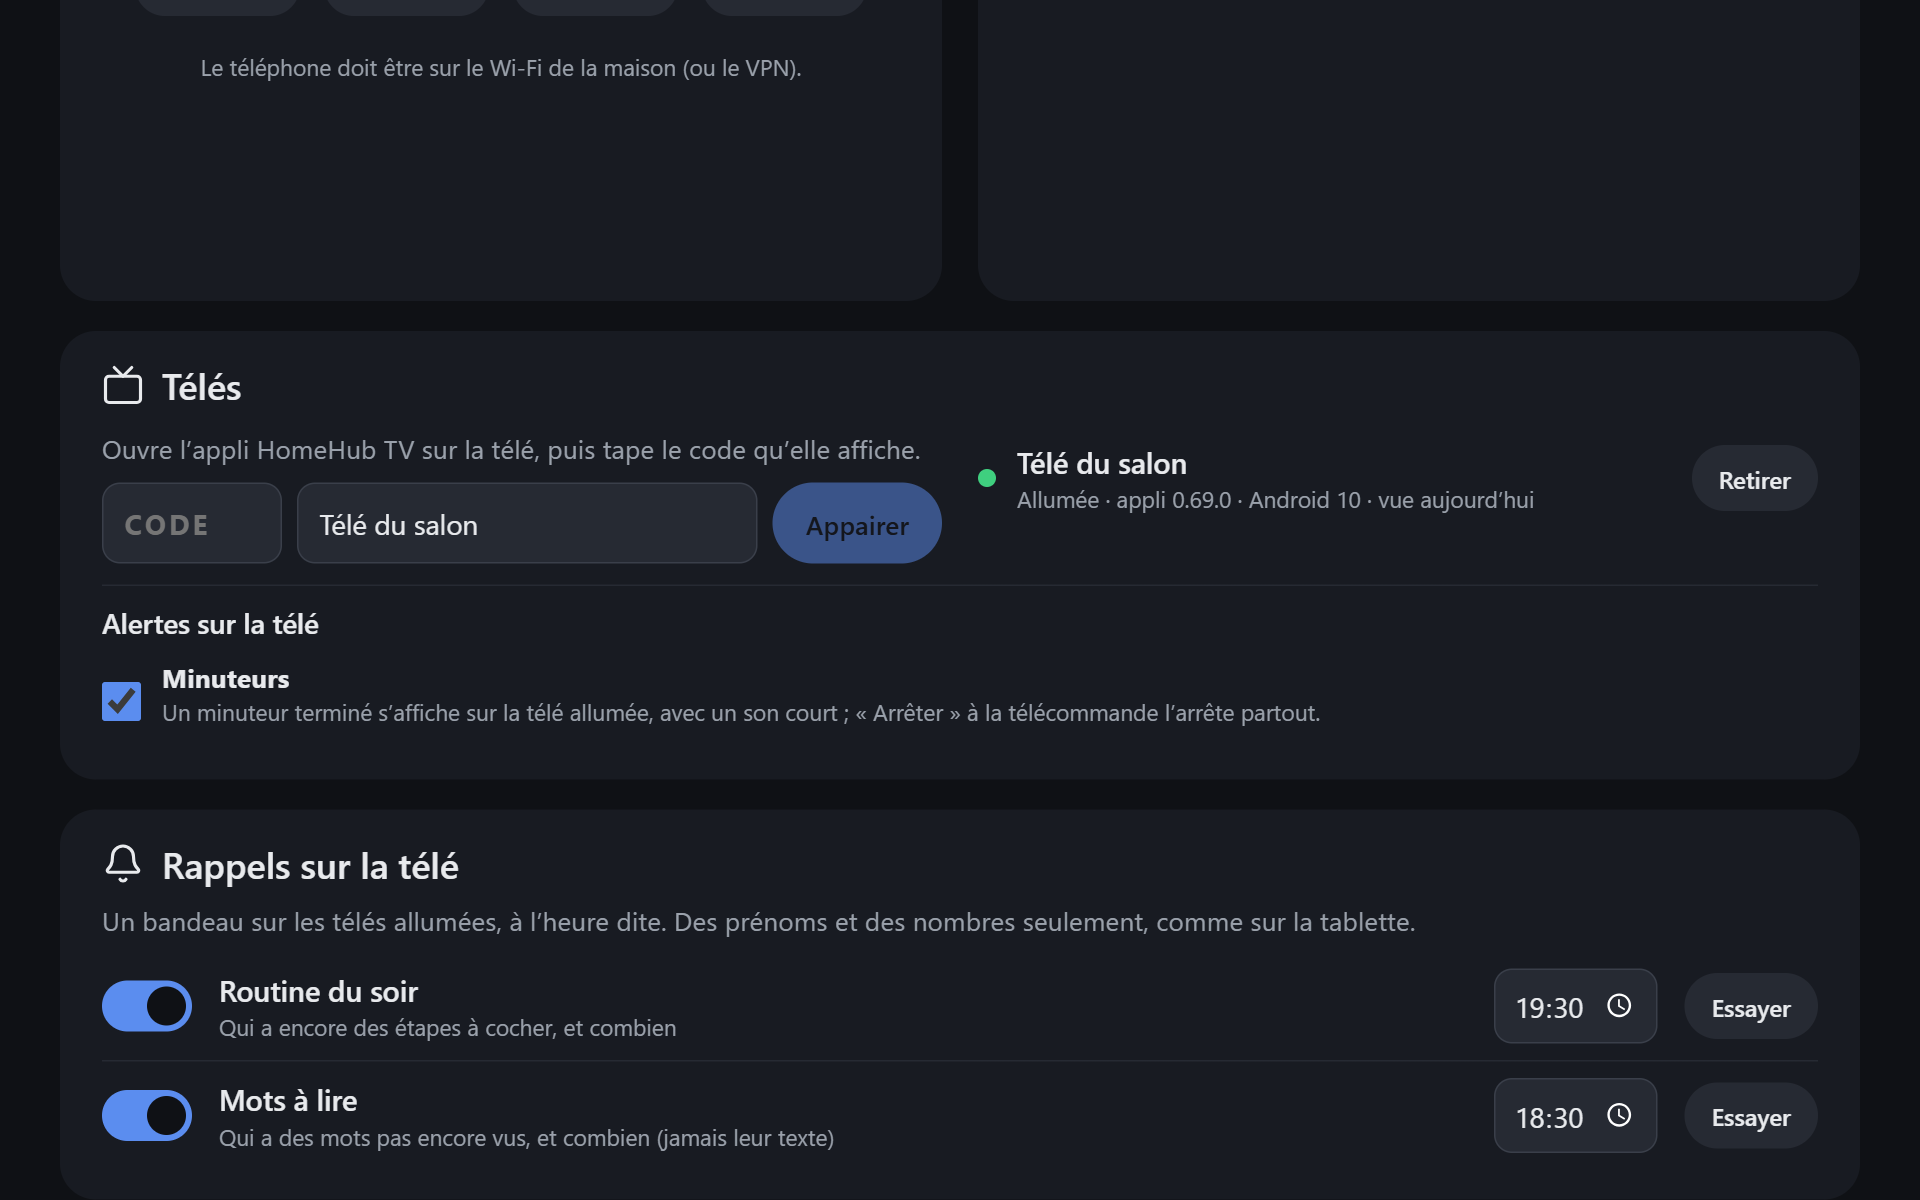 Le téléphone doit être sur le Wi-Fi de la maison (ou le VPN).
Télés
Ouvre l’appli HomeHub TV sur la télé, puis tape le code qu’elle affiche.
CODE
Télé du salon
Appairer
Télé du salon
Allumée · appli 0.69.0 · Android 10 · vue aujourd’hui
Retirer
Alertes sur la télé
Minuteurs
Un minuteur terminé s’affiche sur la télé allumée, avec un son court ; « Arrêter » à la télécommande l’arrête partout.
Rappels sur la télé
Un bandeau sur les télés allumées, à l’heure dite. Des prénoms et des nombres seulement, comme sur la tablette.
Routine du soir
Qui a encore des étapes à cocher, et combien
19:30
Essayer
Mots à lire
Qui a des mots pas encore vus, et combien (jamais leur texte)
18:30
Essayer